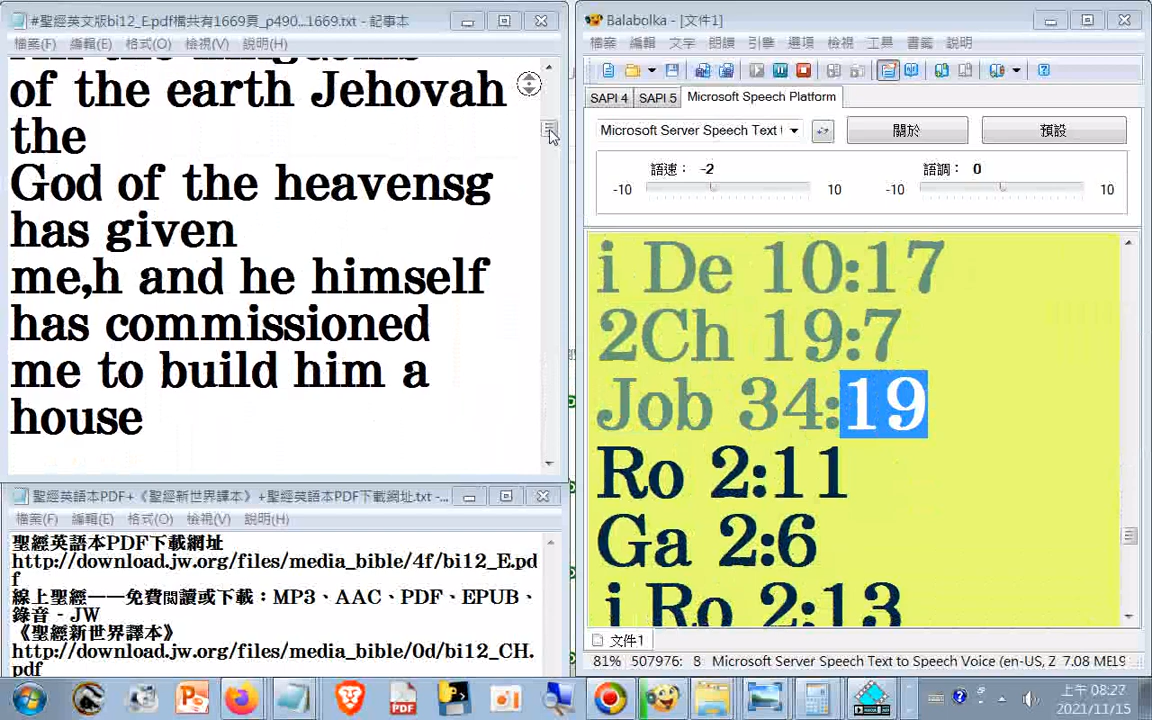 #聖經英文版bi12_E.pdf檔共有1669頁_p490...1669.txt - 記事本
檔案(F) 編輯(E) 格式(O) 檢視(V) 說明(H)
of the earth Jehovah
the
God of the heavensg
has given
me,h and he himself
has commissioned
me to build him a
house
聖經英語本PDF+《聖經新世界譯本》+聖經英語本PDF下載網址.txt - ...
檔案(F) 編輯(E) 格式(O) 檢視(V) 說明(H)
聖經英語本PDF下載網址
http://download.jw.org/files/media_bible/4f/bi12_E.pd
f
線上聖經——免費閱讀或下載：MP3、AAC、PDF、EPUB、
錄音 - JW
《聖經新世界譯本》
http://download.jw.org/files/media_bible/0d/bi12_CH.
pdf
Balabolka - [文件1]
檔案 編輯 文字 朗讀 引擎 選項 檢視 工具 書籤 說明
SAPI 4 SAPI 5 Microsoft Speech Platform
Microsoft Server Speech Text 關於 預設
語速： -2 語調： 0
-10 10 -10 10
i De 10:17
2Ch 19:7
Job 34:19
Ro 2:11
Ga 2:6
i Ro 2:13
文件1
81% 507976: 8 Microsoft Server Speech Text to Speech Voice (en-US, Z 7.08 ME19
上午 08:27
2021/11/15